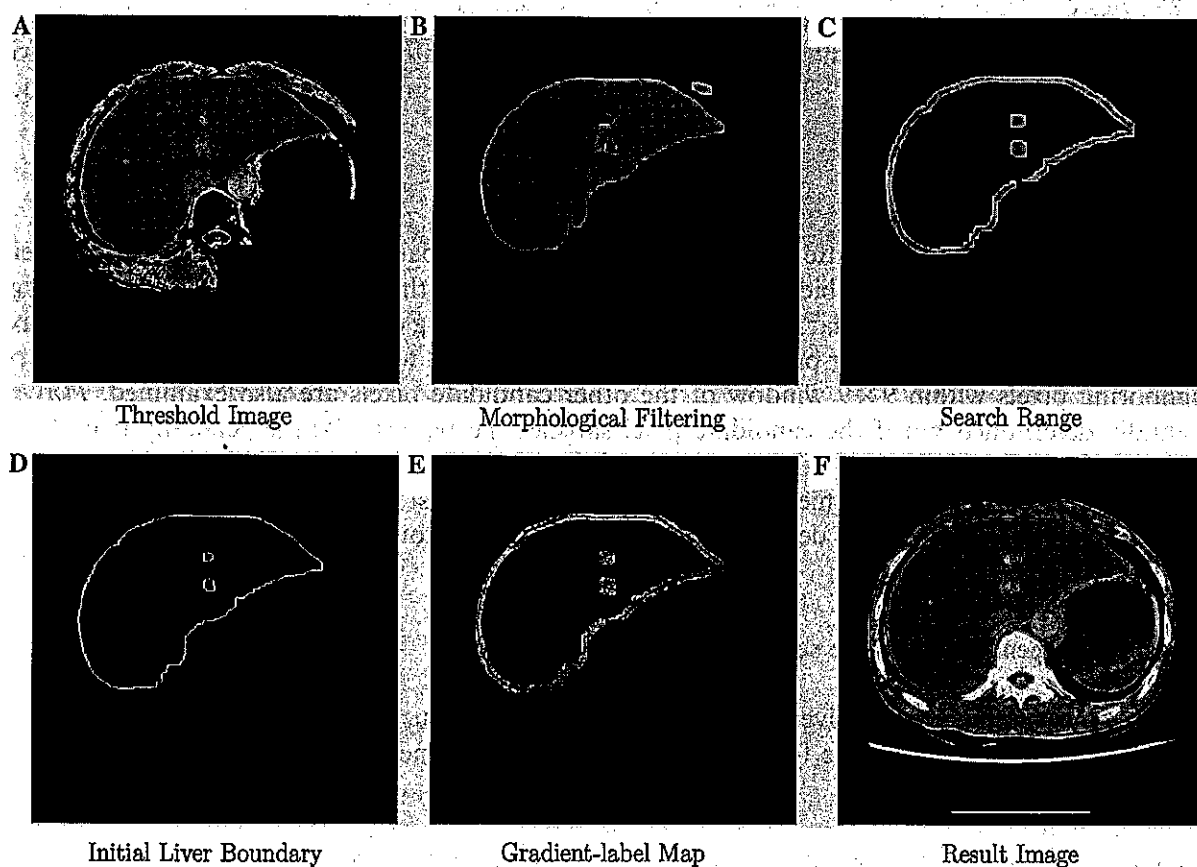 A
B
C
Threshold Image
Morphological Filtering
Search Range
D
E
F
Initial Liver Boundary
Gradient-label Map
Result Image